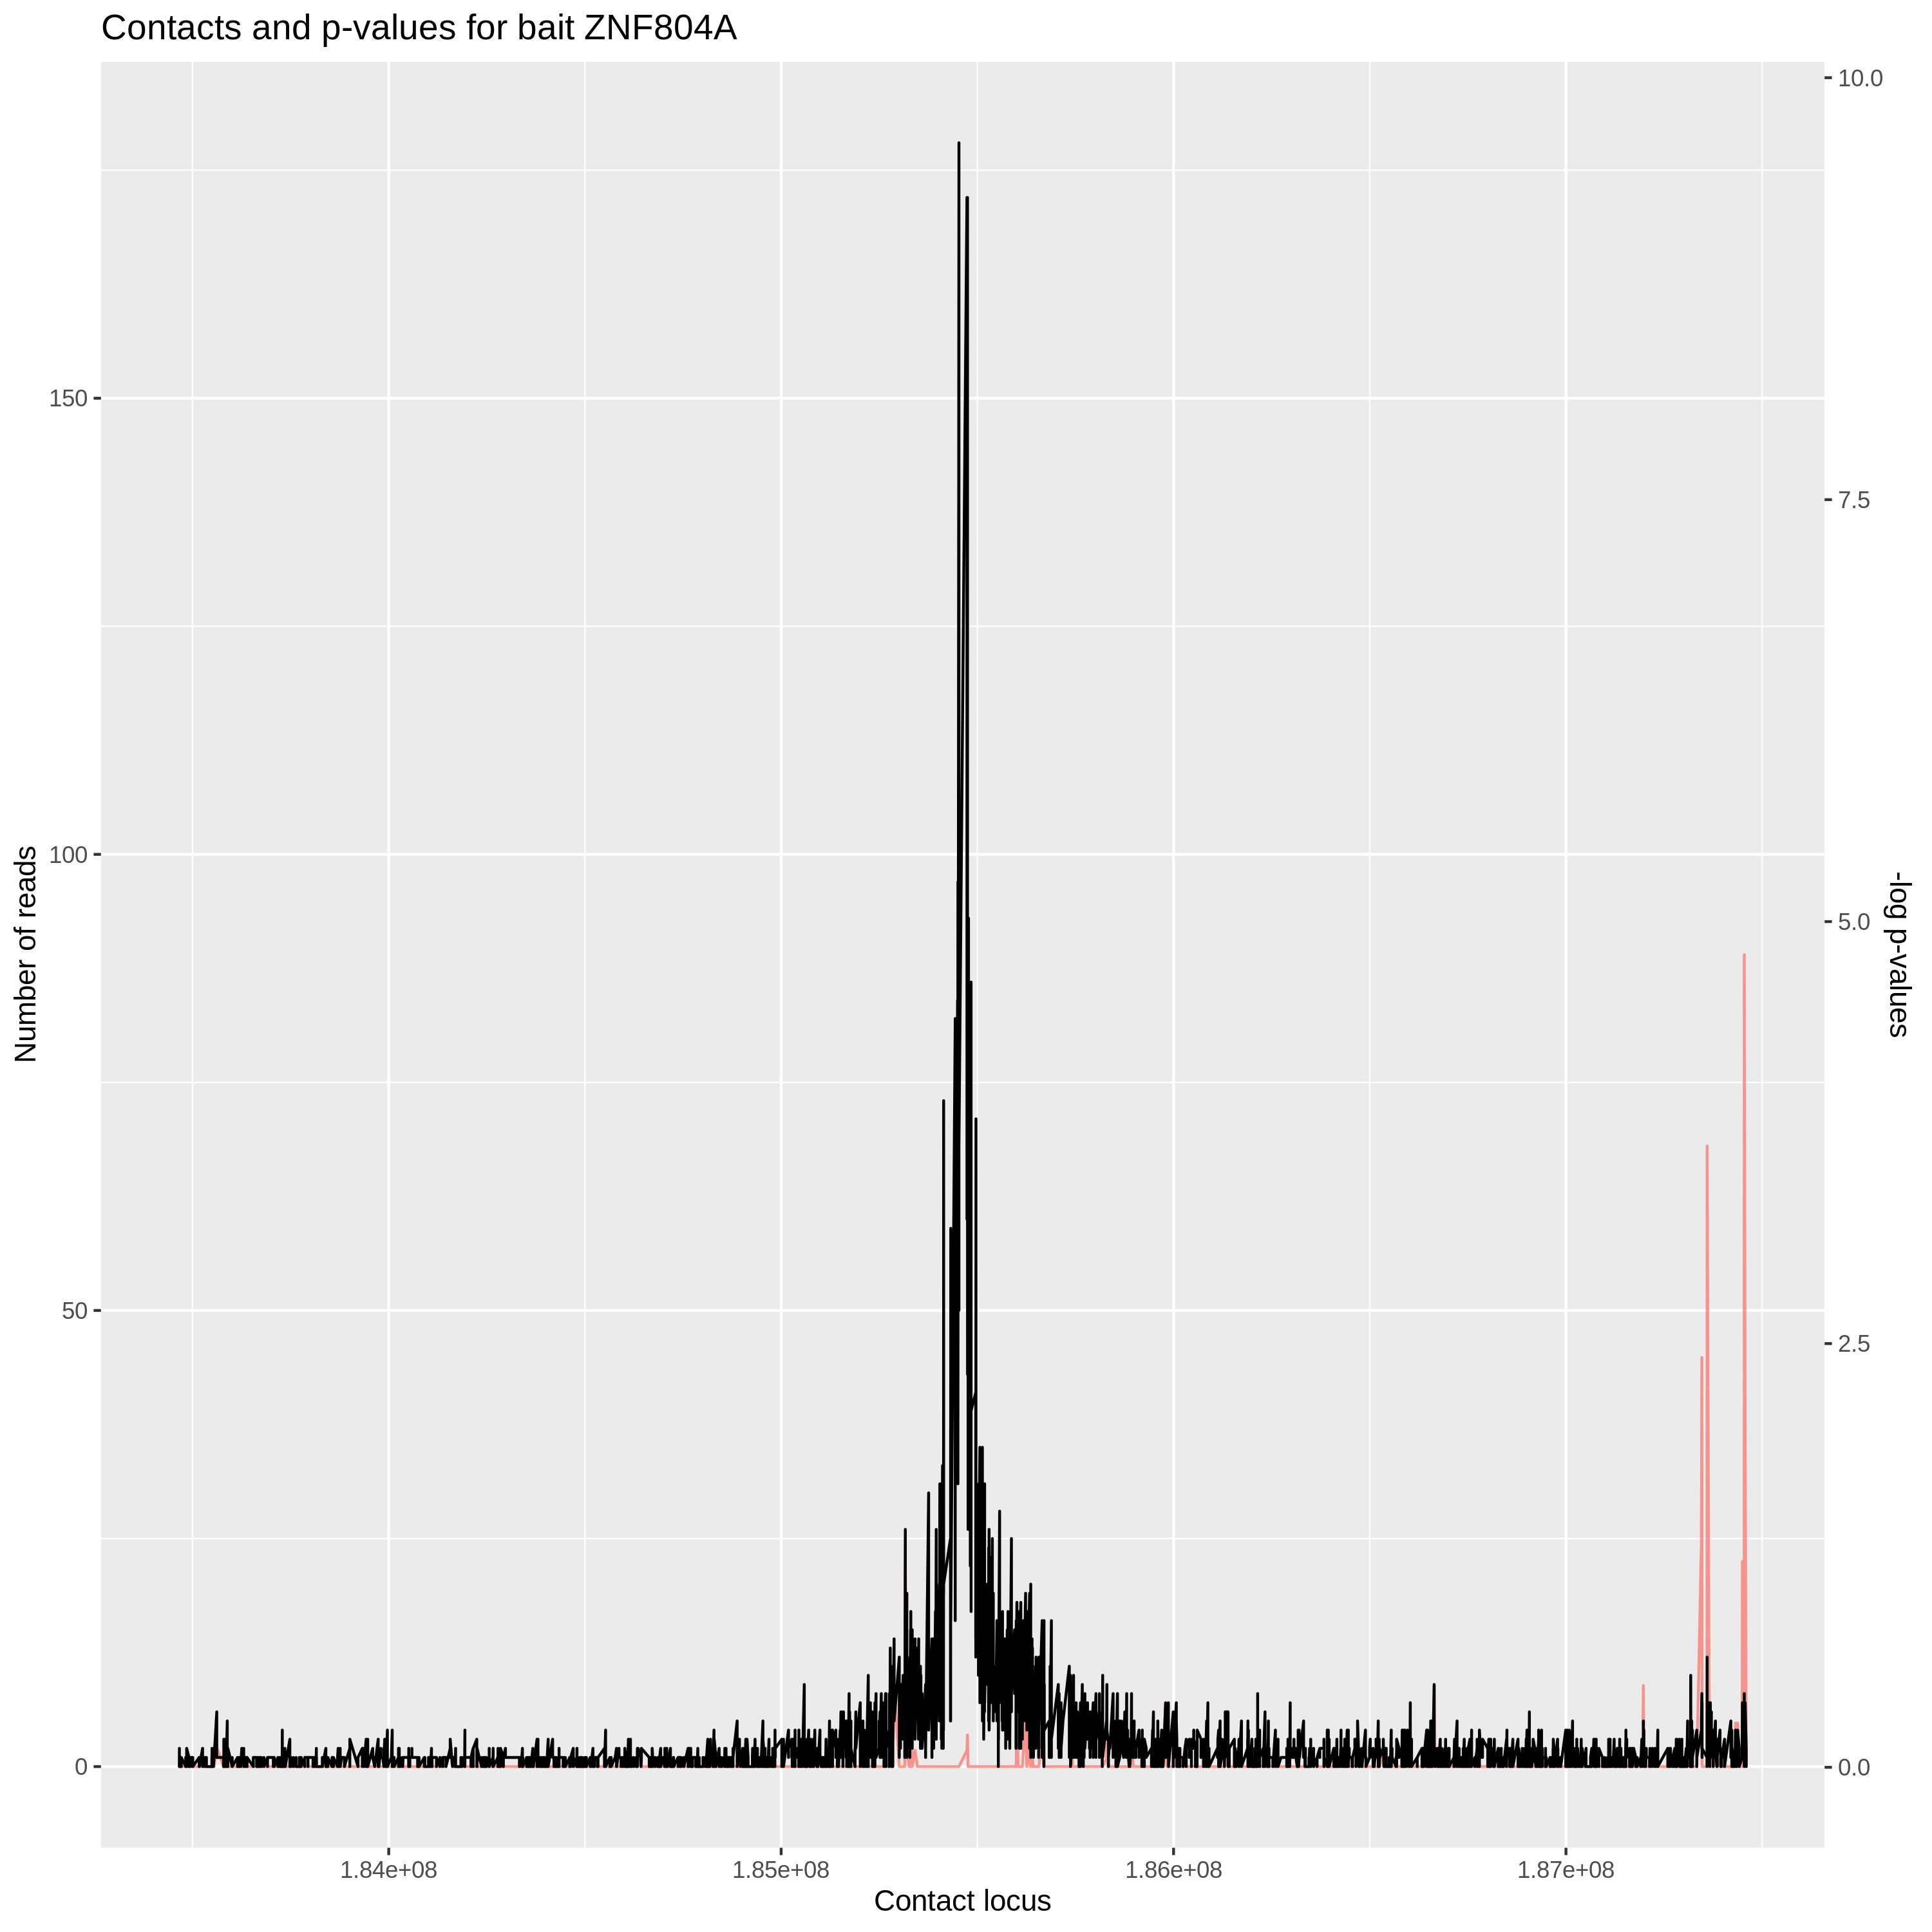 Contacts and p-values for bait ZNF804A
10.0
7.5
5.0
2.5
0.0
150
100
50
0
Number of reads
-log p-values
1.84e+08 1.85e+08 1.86e+08 1.87e+08
Contact locus